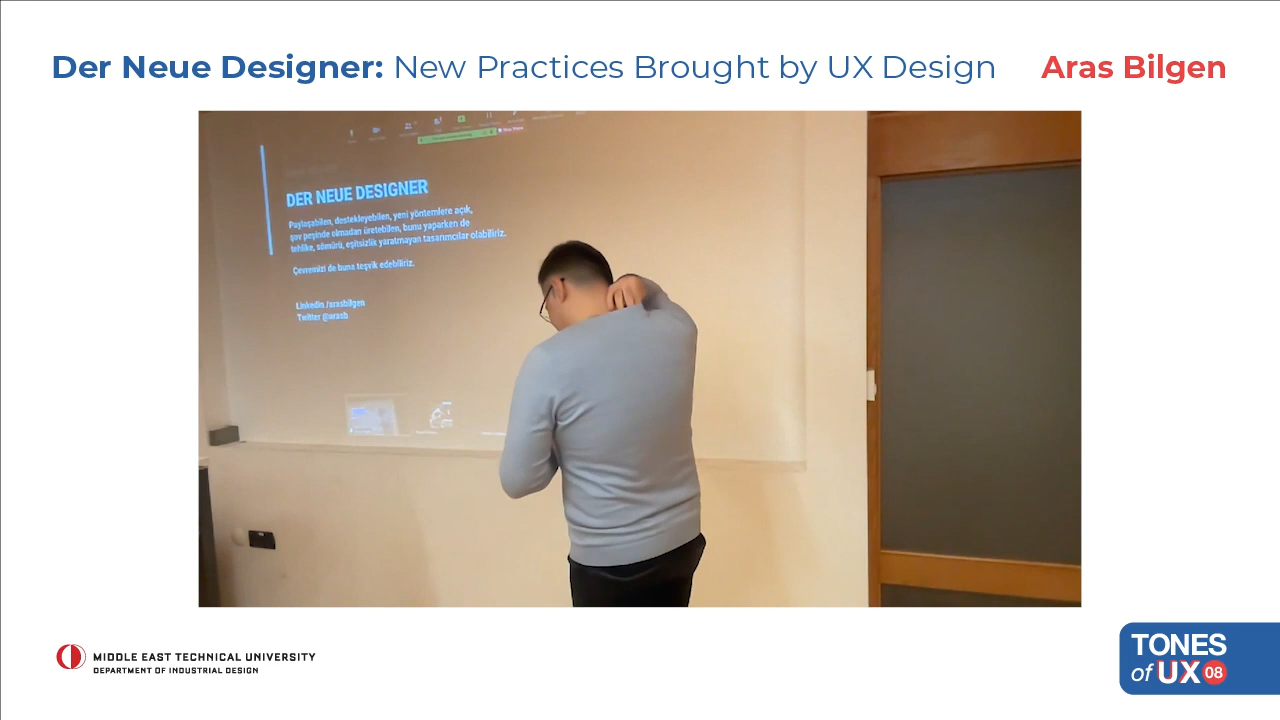 Der Neue Designer: New Practices Brought by UX Design
Aras Bilgen
DER NEUE DESIGNER
Paylaşabilen, destekleyebilen, yeni yöntemlere açık,
şov peşinde olmadan üretebilen, bunu yaparken de
tehlike, sömürü, eşitsizlik yaratmayan tasarımcılar olabiliriz.
Çevremizi de buna teşvik edebiliriz.
Linkedin /arasbilgen
Twitter @arasb
MIDDLE EAST TECHNICAL UNIVERSITY
DEPARTMENT OF INDUSTRIAL DESIGN
TONES
of UX 08